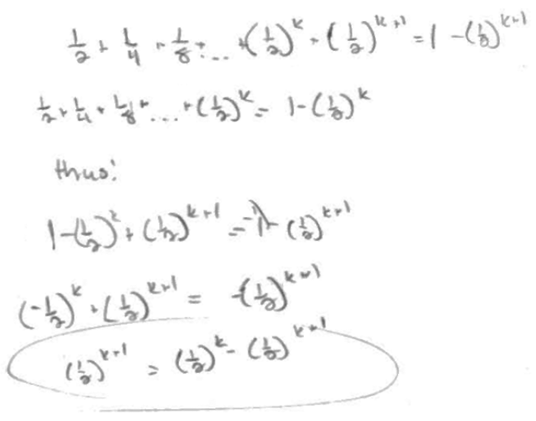 1/2 + 1/4 + 1/8 + ... + (1/2)^k + (1/2)^{k+1} = 1 - (1/2)^{k+1}
1/2 + 1/4 + 1/8 + ... + (1/2)^k = 1 - (1/2)^k
thus:
1 - (1/2)^k + (1/2)^{k+1} = 1 - (1/2)^{k+1}
(-1/2)^k + (1/2)^{k+1} = -(1/2)^{k+1}
(1/2)^{k+1} = (1/2)^k - (1/2)^{k+1}